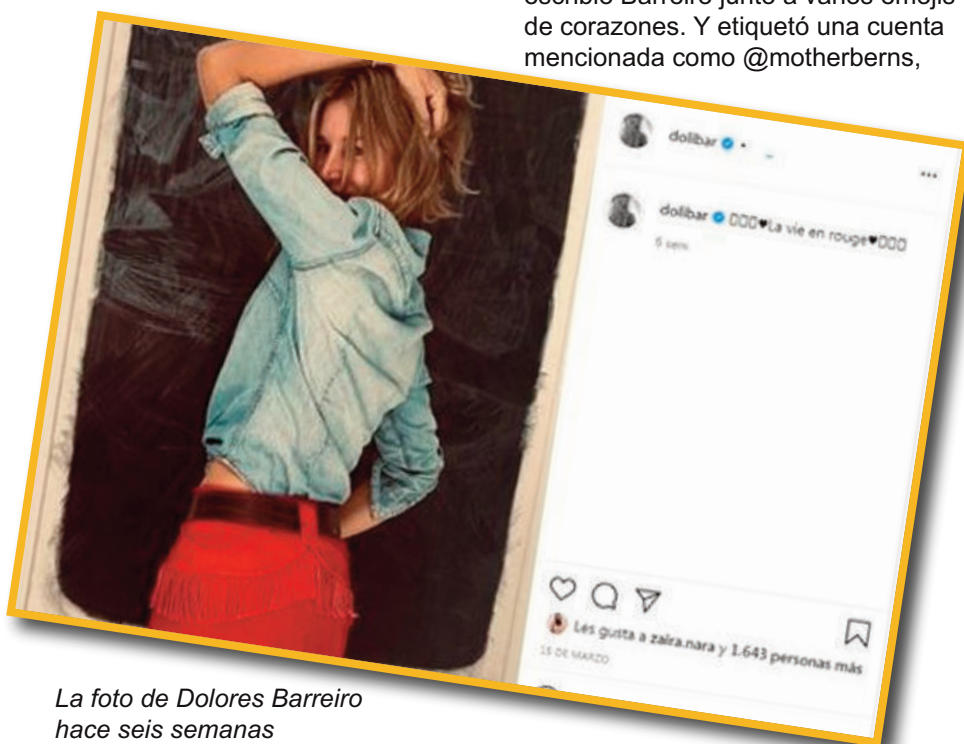 escribió Barreiro junto a varios emojis
de corazones. Y etiquetó una cuenta
mencionada como @motherberns,
dolibar •
dolibar ▯▯▯♥La vie en rouge♥▯▯▯
sem
Les gusta a zaira.nara y 1.643 personas más
15 DE MARZO
La foto de Dolores Barreiro
hace seis semanas